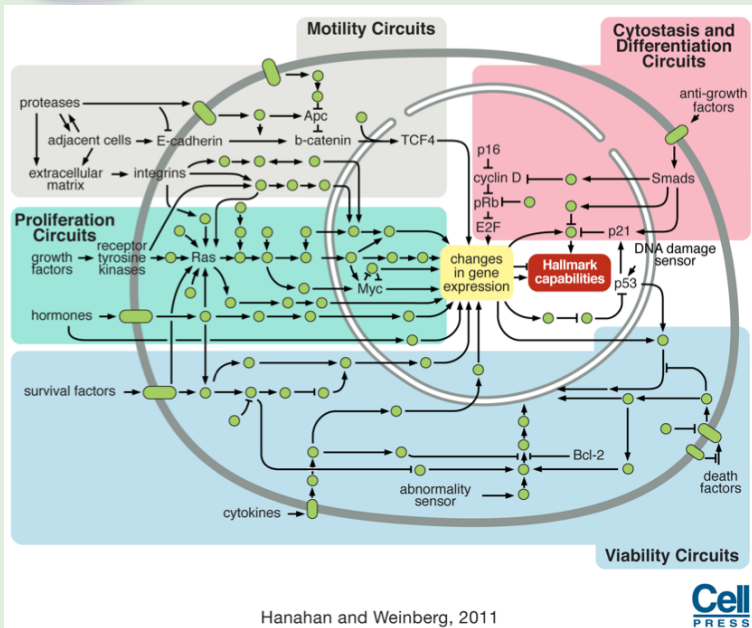 Motility Circuits
Cytostasis and
Differentiation
Circuits
proteases
adjacent cells
E-cadherin
Apc
b-catenin
TCF4
extracellular
matrix
integrins
anti-growth
factors
p16
cyclin D
Smads
pRb
E2F
p21
DNA damage
sensor
Proliferation
Circuits
growth
factors
receptor
tyrosine
kinases
Ras
Myc
changes
in gene
expression
Hallmark
capabilities
p53
hormones
survival factors
Bcl-2
abnormality
sensor
cytokines
death
factors
Viability Circuits
Hanahan and Weinberg, 2011
Cell
PRESS